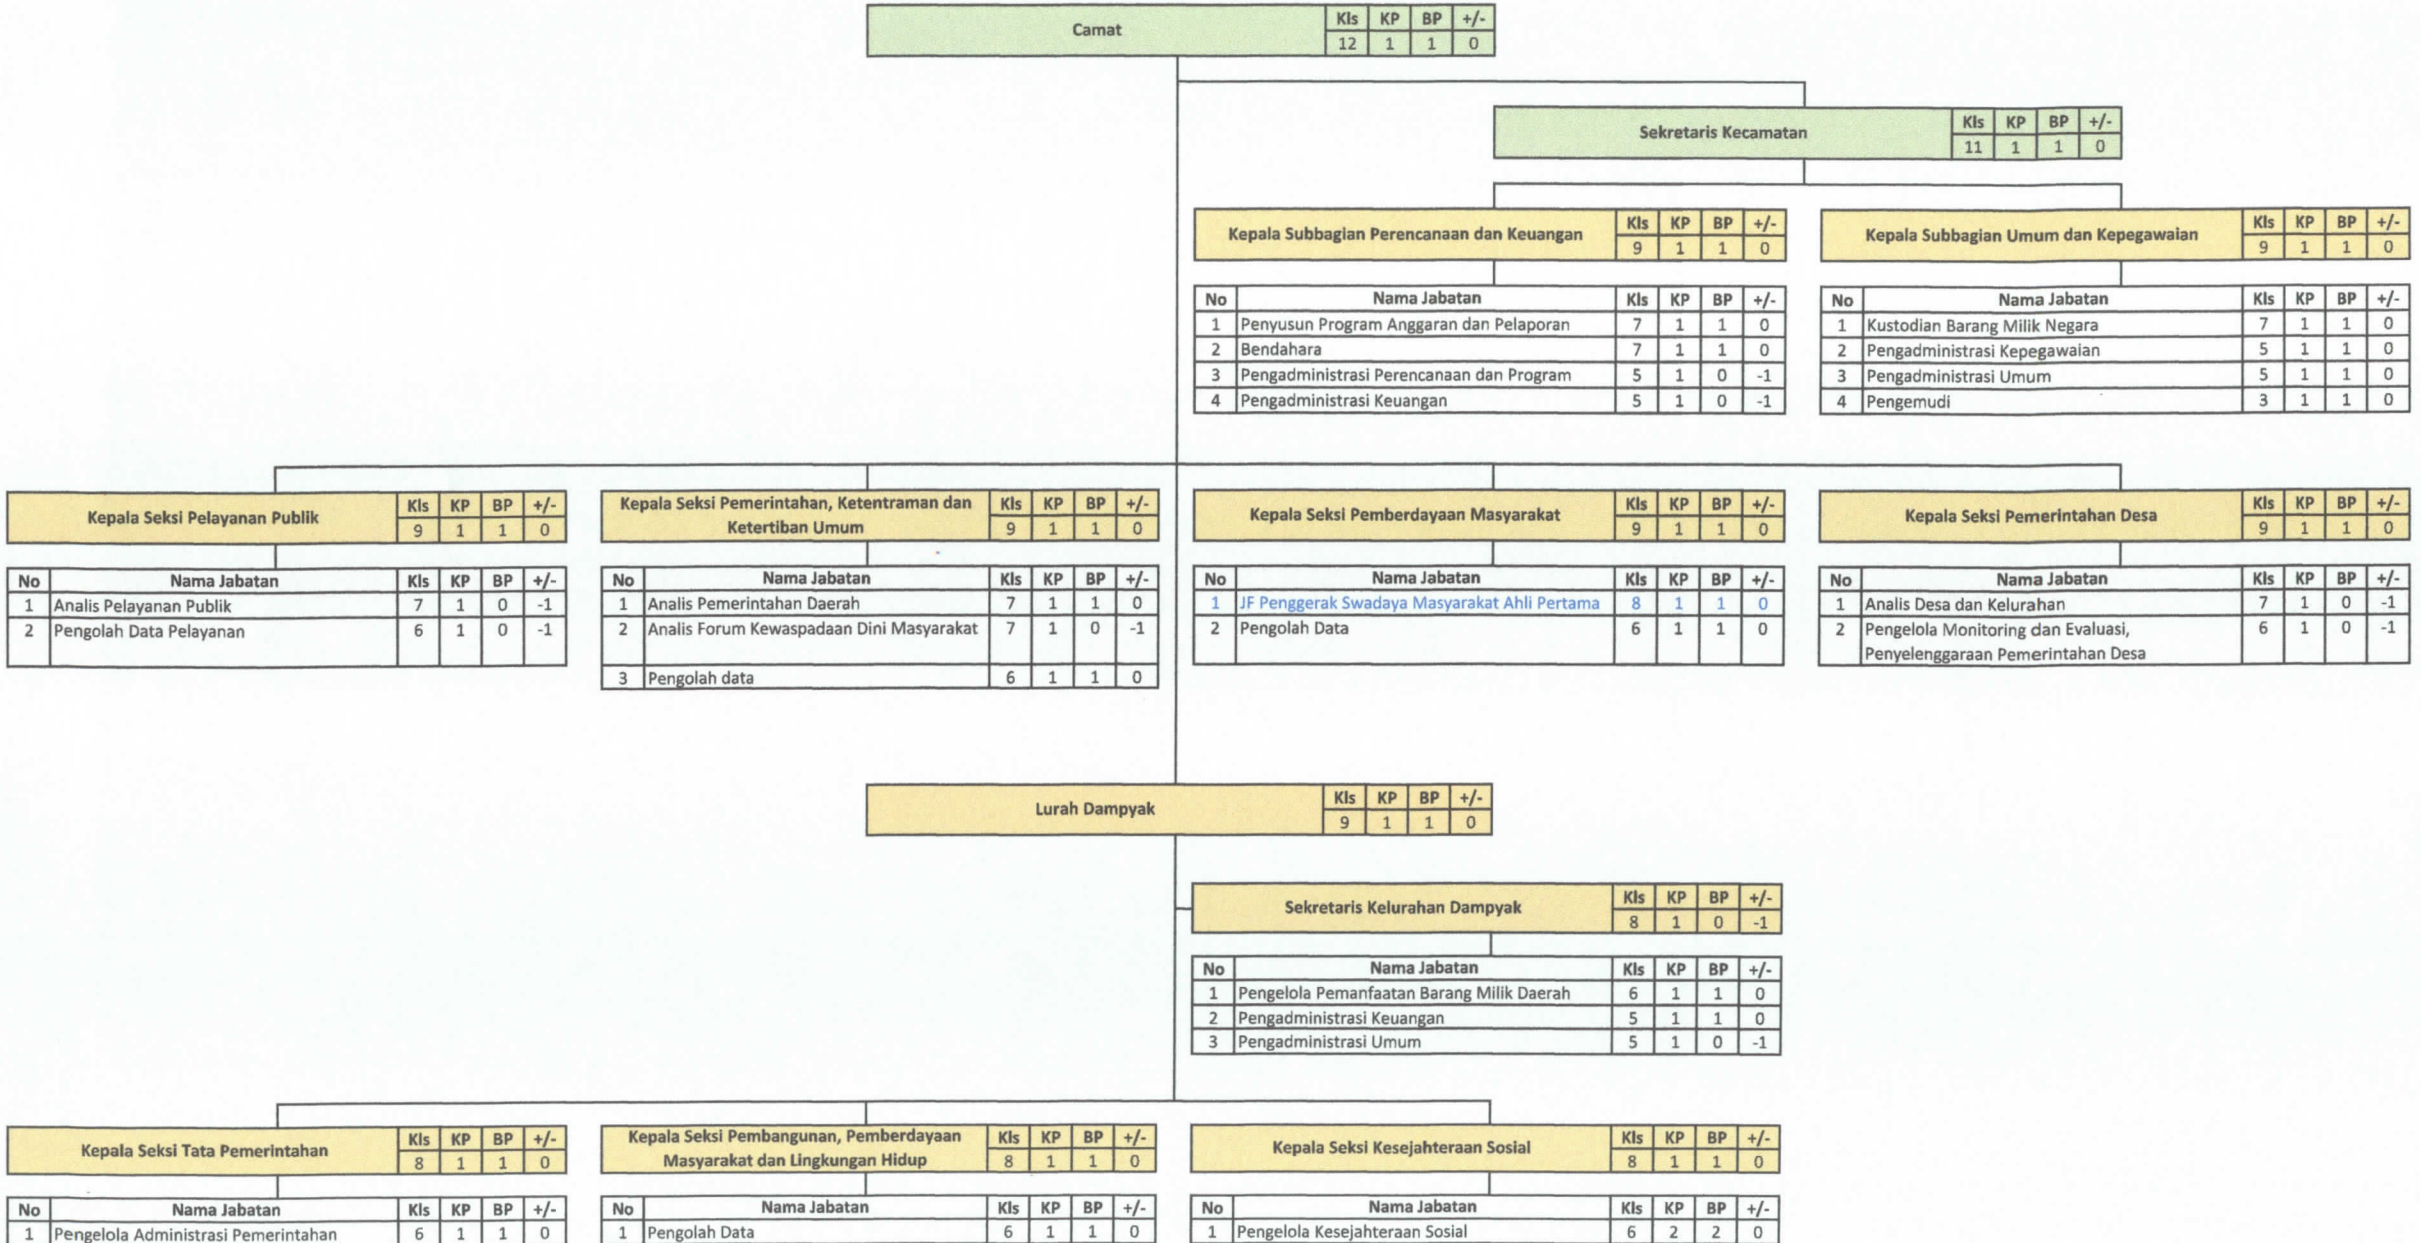 Camat Kls KP BP +/-
12 1 1 0
Sekretaris Kecamatan Kls KP BP +/-
11 1 1 0
Kepala Subbagian Perencanaan dan Keuangan Kls KP BP +/-
9 1 1 0
No Nama Jabatan Kls KP BP +/-
1 Penyusun Program Anggaran dan Pelaporan 7 1 1 0
2 Bendahara 7 1 1 0
3 Pengadministrasi Perencanaan dan Program 5 1 0 -1
4 Pengadministrasi Keuangan 5 1 0 -1
Kepala Subbagian Umum dan Kepegawaian Kls KP BP +/-
9 1 1 0
No Nama Jabatan Kls KP BP +/-
1 Kustodian Barang Milik Negara 7 1 1 0
2 Pengadministrasi Kepegawaian 5 1 1 0
3 Pengadministrasi Umum 5 1 1 0
4 Pengemudi 3 1 1 0
Kepala Seksi Pelayanan Publik Kls KP BP +/-
9 1 1 0
No Nama Jabatan Kls KP BP +/-
1 Analis Pelayanan Publik 7 1 0 -1
2 Pengolah Data Pelayanan 6 1 0 -1
Kepala Seksi Pemerintahan, Ketentraman dan Kls KP BP +/-
Ketertiban Umum 9 1 1 0
No Nama Jabatan Kls KP BP +/-
1 Analis Pemerintahan Daerah 7 1 1 0
2 Analis Forum Kewaspadaan Dini Masyarakat 7 1 0 -1
3 Pengolah data 6 1 1 0
Kepala Seksi Pemberdayaan Masyarakat Kls KP BP +/-
9 1 1 0
No Nama Jabatan Kls KP BP +/-
1 JF Penggerak Swadaya Masyarakat Ahli Pertama 8 1 1 0
2 Pengolah Data 6 1 1 0
Kepala Seksi Pemerintahan Desa Kls KP BP +/-
9 1 1 0
No Nama Jabatan Kls KP BP +/-
1 Analis Desa dan Kelurahan 7 1 0 -1
2 Pengelola Monitoring dan Evaluasi, 6 1 0 -1
Penyelenggaraan Pemerintahan Desa
Lurah Dampyak Kls KP BP +/-
9 1 1 0
Sekretaris Kelurahan Dampyak Kls KP BP +/-
8 1 0 -1
No Nama Jabatan Kls KP BP +/-
1 Pengelola Pemanfaatan Barang Milik Daerah 6 1 1 0
2 Pengadministrasi Keuangan 5 1 1 0
3 Pengadministrasi Umum 5 1 0 -1
Kepala Seksi Tata Pemerintahan Kls KP BP +/-
8 1 1 0
No Nama Jabatan Kls KP BP +/-
1 Pengelola Administrasi Pemerintahan 6 1 1 0
Kepala Seksi Pembangunan, Pemberdayaan Kls KP BP +/-
Masyarakat dan Lingkungan Hidup 8 1 1 0
No Nama Jabatan Kls KP BP +/-
1 Pengolah Data 6 1 1 0
Kepala Seksi Kesejahteraan Sosial Kls KP BP +/-
8 1 1 0
No Nama Jabatan Kls KP BP +/-
1 Pengelola Kesejahteraan Sosial 6 2 2 0